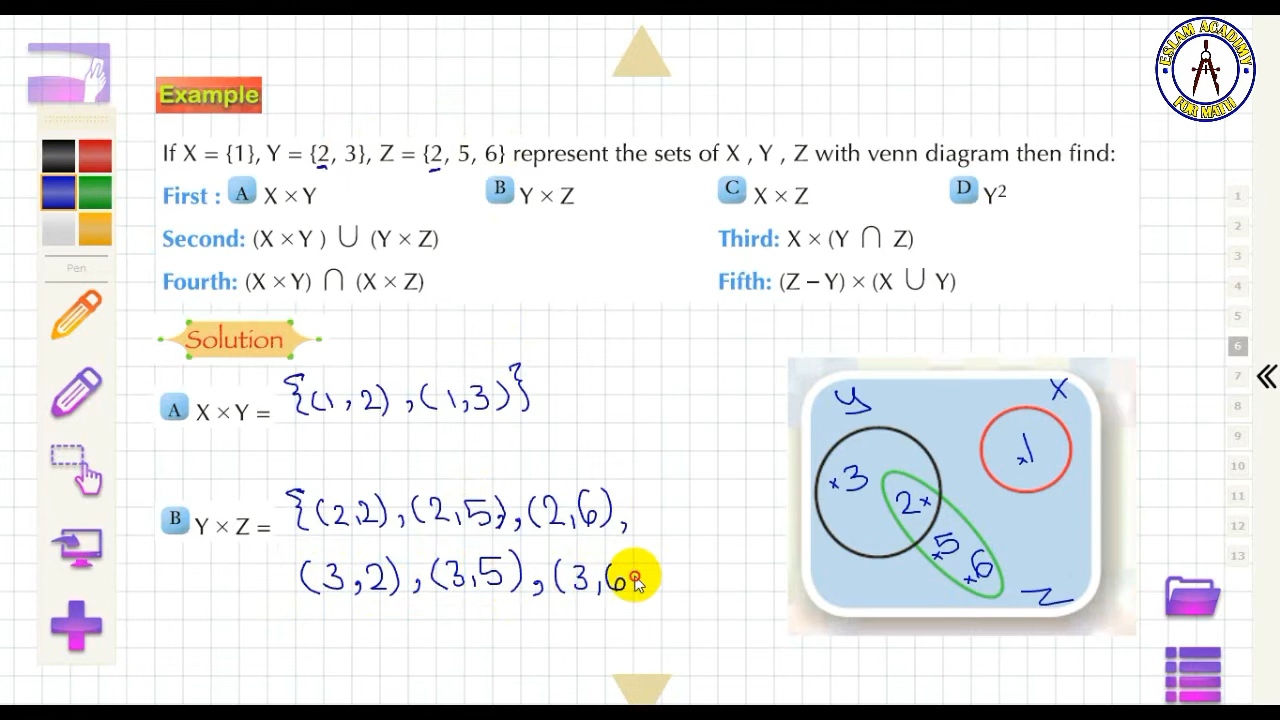 ESLAM ACADEMY
FOR MATH
Example
If X = {1}, Y = {2, 3}, Z = {2, 5, 6} represent the sets of X , Y , Z with venn diagram then find:
First : A X × Y B Y × Z C X × Z D Y²
Second: (X × Y ) ∪ (Y × Z) Third: X × (Y ∩ Z)
Fourth: (X × Y) ∩ (X × Z) Fifth: (Z – Y) × (X ∪ Y)
Pen
Solution
A X × Y = {(1,2),(1,3)}
B Y × Z = {(2,2),(2,5),(2,6),
(3,2),(3,5),(3,6
Y X
×3 ×1
2×
×5
×6
Z
1
2
3
4
5
6
7
8
9
10
11
12
13